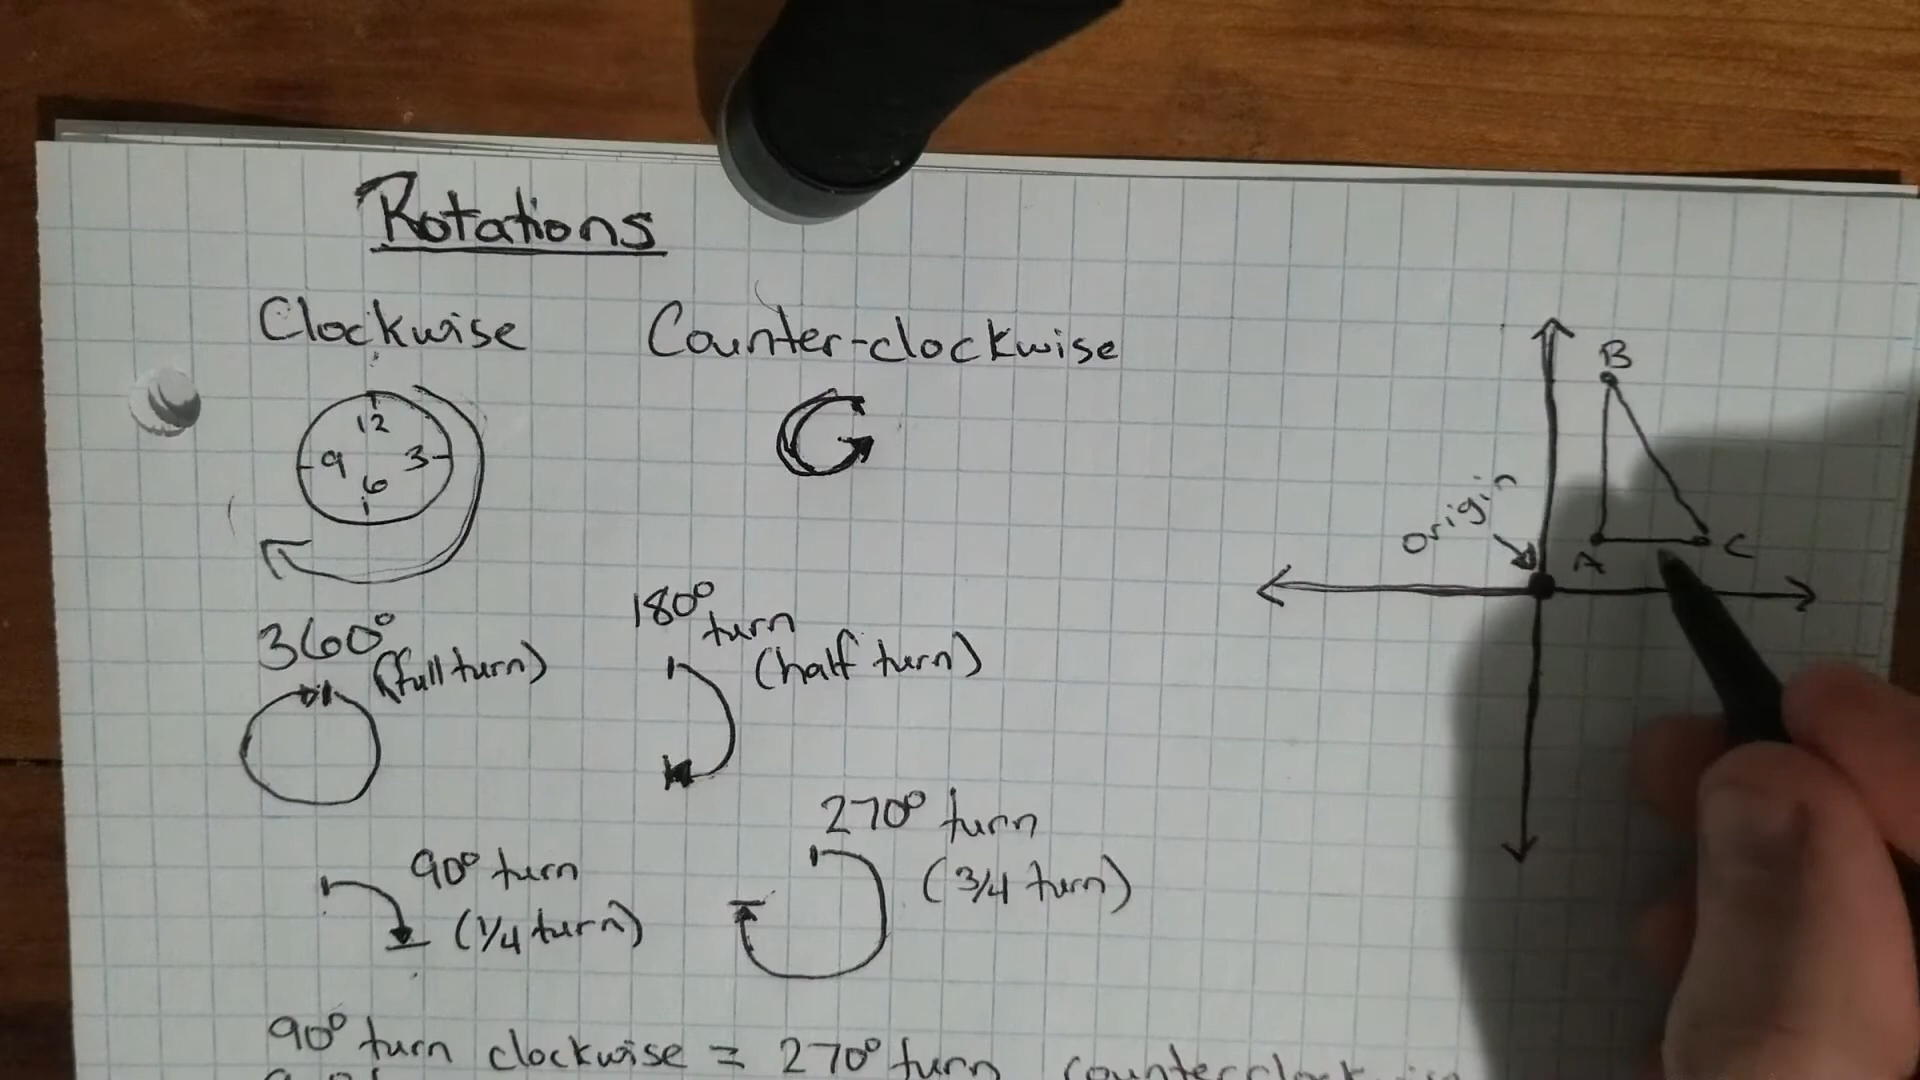 Rotations
Clockwise
Counter-clockwise
12
9
3
6
360°
(full turn)
180°
turn
(half turn)
90° turn
(1/4 turn)
270° turn
(3/4 turn)
90° turn clockwise = 270° turn
B
Origin
A
C